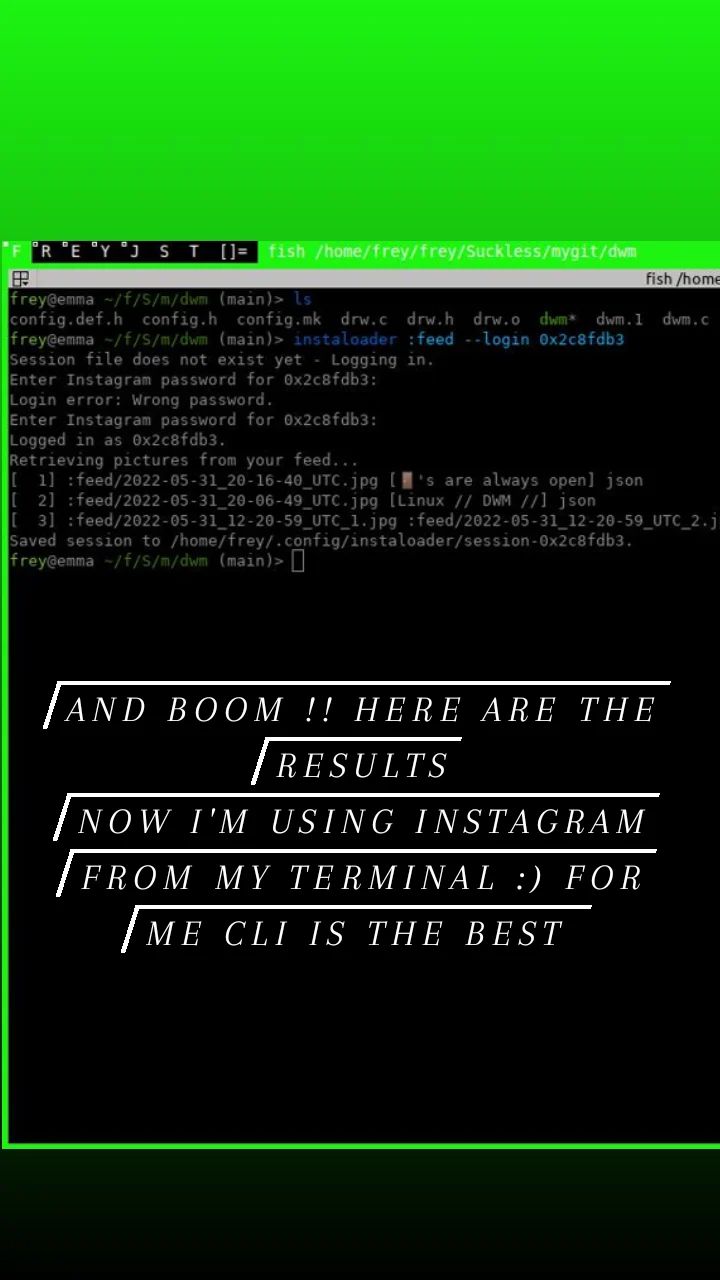 F R E Y J S T []= fish /home/frey/frey/Suckless/mygit/dwm
fish /home
frey@emma ~/f/S/m/dwm (main)> ls
config.def.h config.h config.mk drw.c drw.h drw.o dwm* dwm.1 dwm.c
frey@emma ~/f/S/m/dwm (main)> instaloader :feed --login 0x2c8fdb3
Session file does not exist yet - Logging in.
Enter Instagram password for 0x2c8fdb3:
Login error: Wrong password.
Enter Instagram password for 0x2c8fdb3:
Logged in as 0x2c8fdb3.
Retrieving pictures from your feed...
[ 1] :feed/2022-05-31_20-16-40_UTC.jpg [ 's are always open] json
[ 2] :feed/2022-05-31_20-06-49_UTC.jpg [Linux // DWM //] json
[ 3] :feed/2022-05-31_12-20-59_UTC_1.jpg :feed/2022-05-31_12-20-59_UTC_2.j
Saved session to /home/frey/.config/instaloader/session-0x2c8fdb3.
frey@emma ~/f/S/m/dwm (main)>
AND BOOM !! HERE ARE THE
RESULTS
NOW I'M USING INSTAGRAM
FROM MY TERMINAL :) FOR
ME CLI IS THE BEST